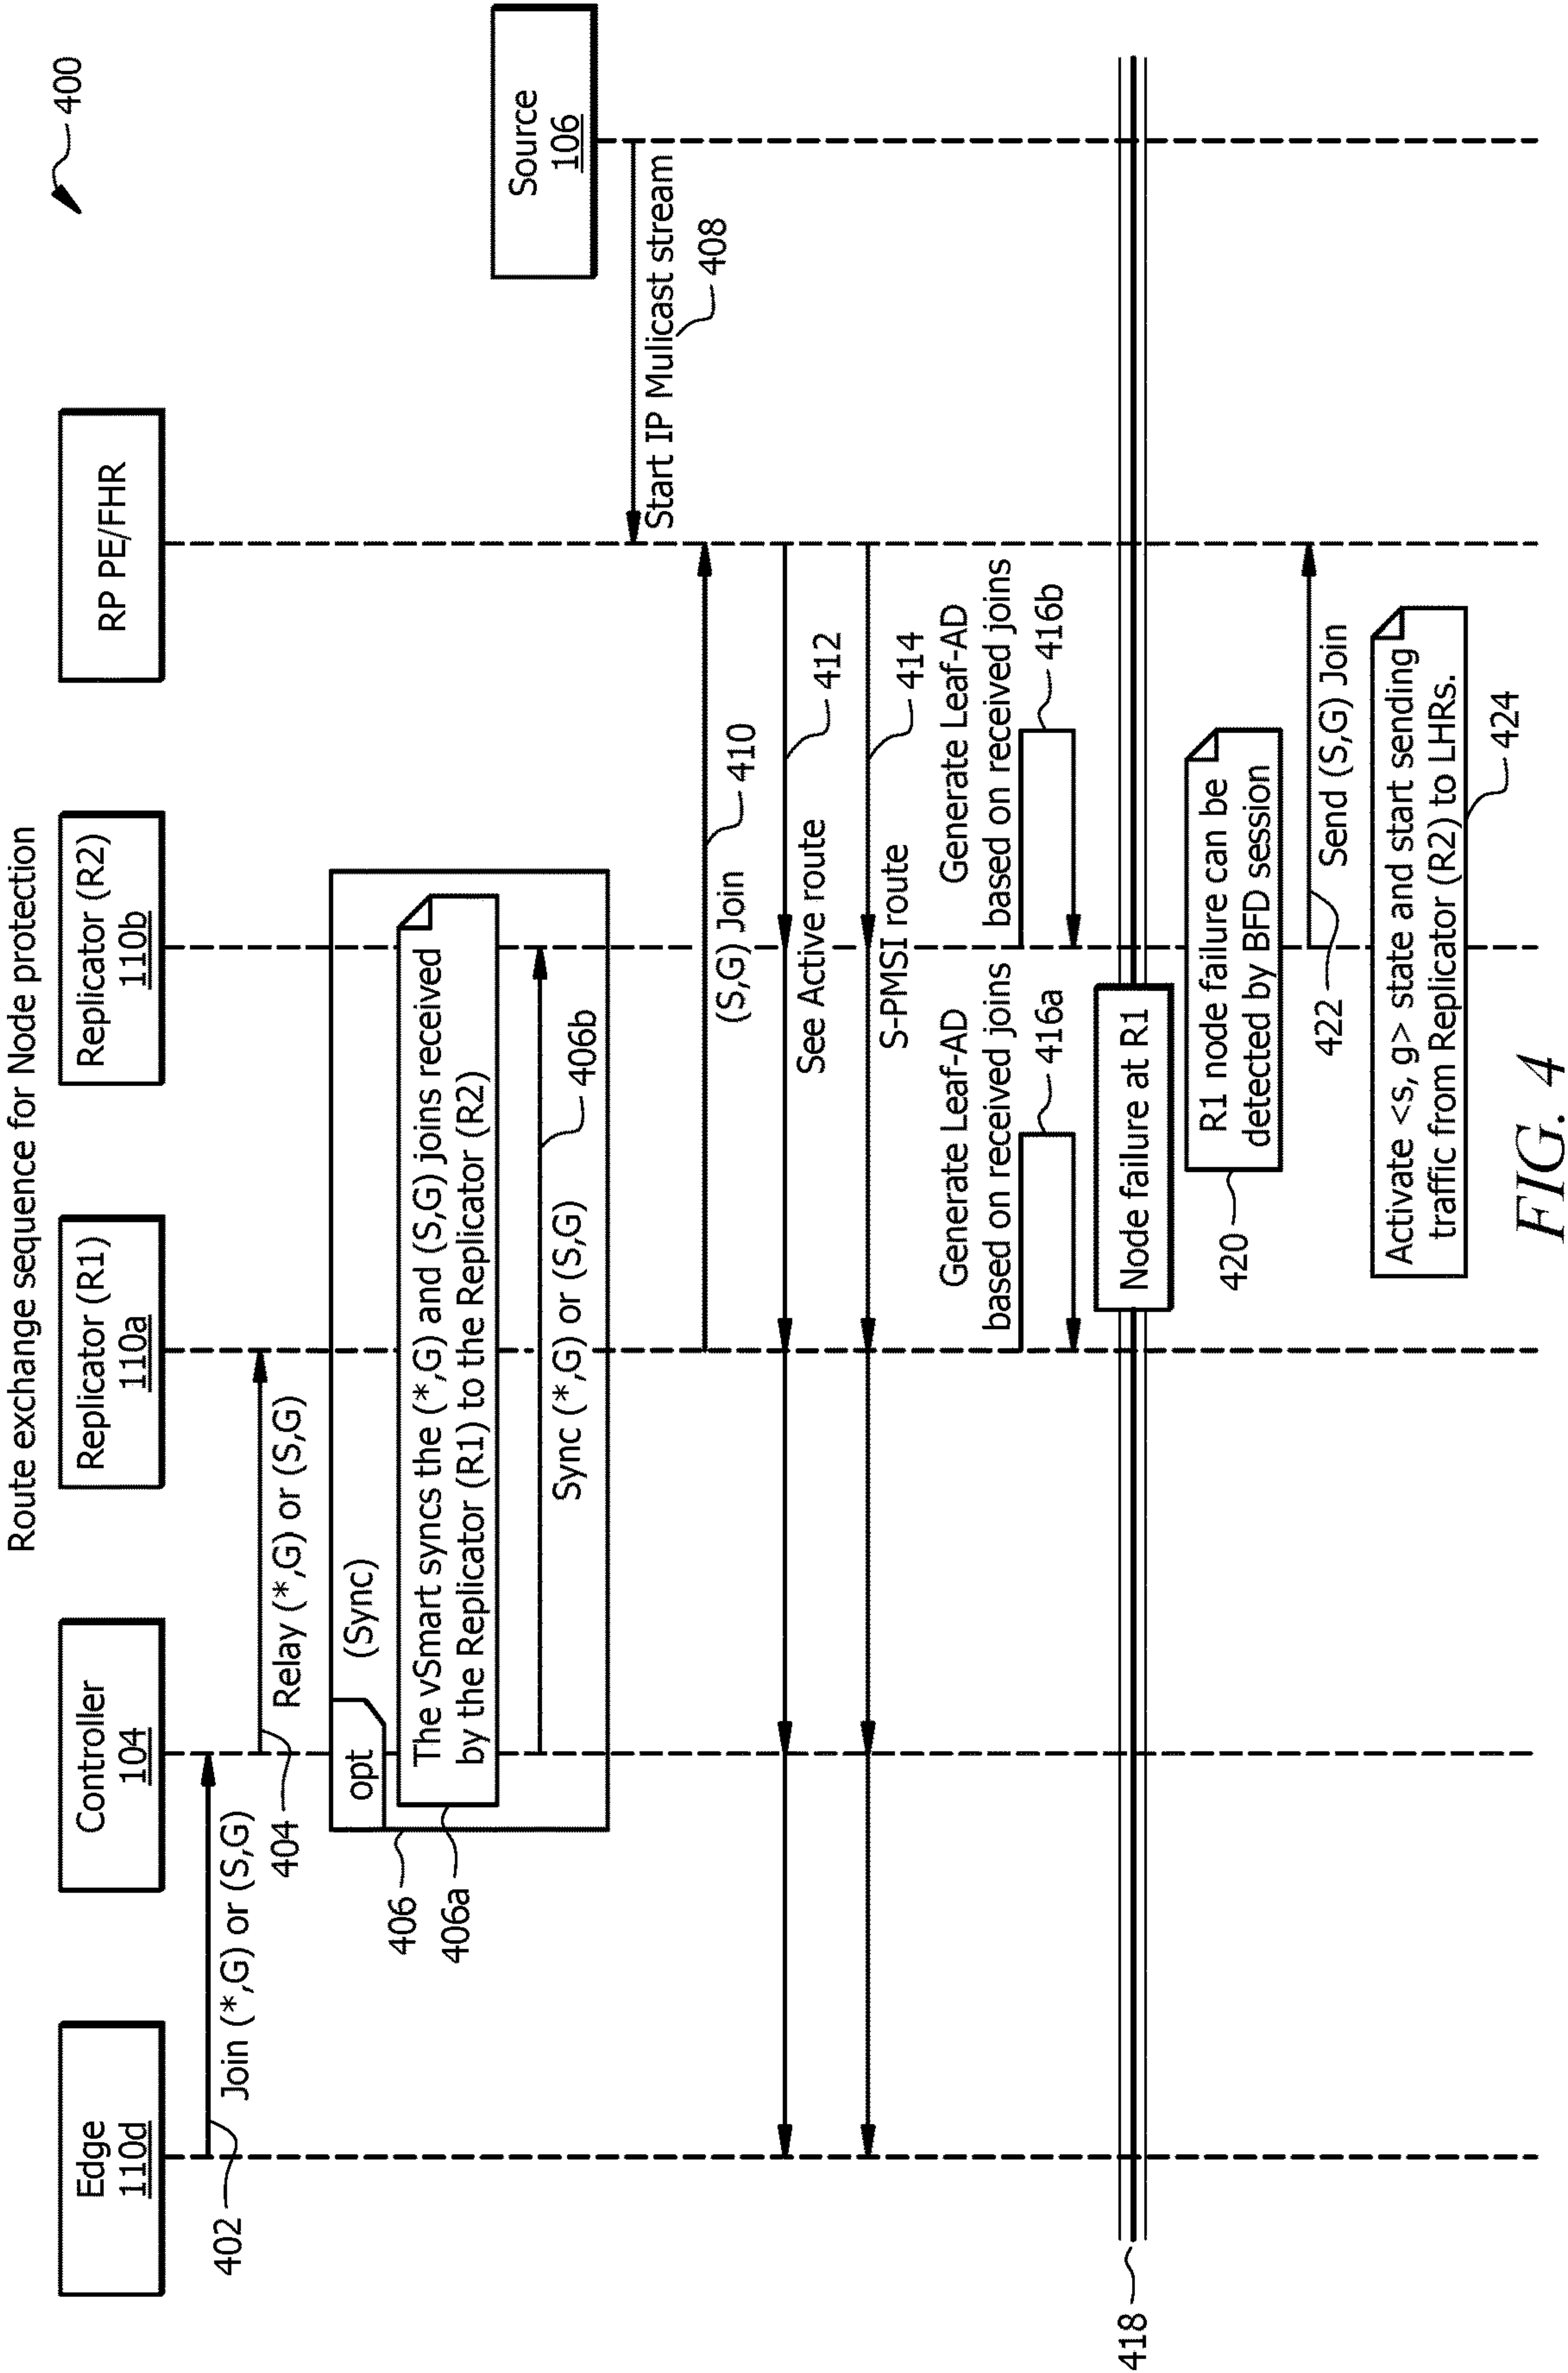 Route exchange sequence for Node protection
400
Edge
110d
Controller
104
Replicator (R1)
110a
Replicator (R2)
110b
RP PE/FHR
Source
106
402
Join (*,G) or (S,G)
404
Relay (*,G) or (S,G)
406
opt
(Sync)
406a
The vSmart syncs the (*,G) and (S,G) joins received
by the Replicator (R1) to the Replicator (R2)
Sync (*,G) or (S,G)
406b
Start IP Mulicast stream
408
(S,G) Join
410
See Active route
412
S-PMSI route
414
Generate Leaf-AD
based on received joins
416a
Generate Leaf-AD
based on received joins
416b
418
Node failure at R1
420
R1 node failure can be
detected by BFD session
422
Send (S,G) Join
Activate <s, g> state and start sending
traffic from Replicator (R2) to LHRs.
424
FIG. 4